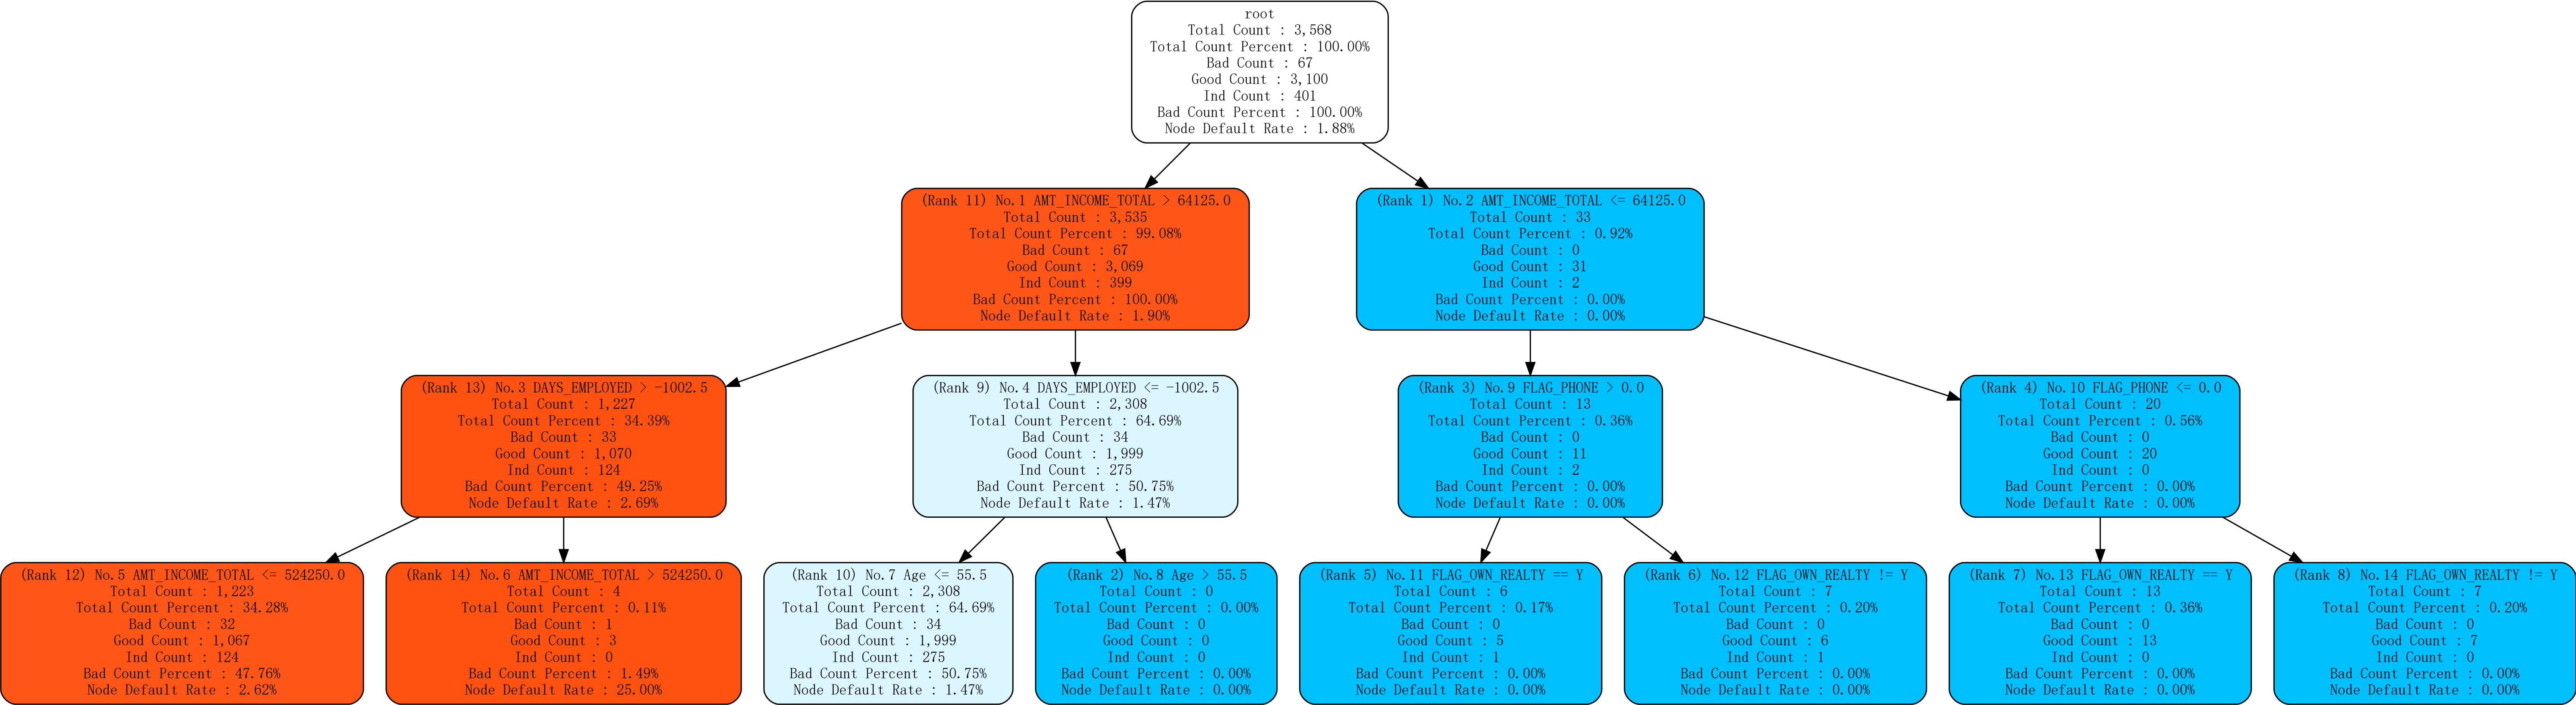 root
Total Count : 3,568
Total Count Percent : 100.00%
Bad Count : 67
Good Count : 3,100
Ind Count : 401
Bad Count Percent : 100.00%
Node Default Rate : 1.88%
(Rank 11) No.1 AMT_INCOME_TOTAL > 64125.0
Total Count : 3,535
Total Count Percent : 99.08%
Bad Count : 67
Good Count : 3,069
Ind Count : 399
Bad Count Percent : 100.00%
Node Default Rate : 1.90%
(Rank 1) No.2 AMT_INCOME_TOTAL <= 64125.0
Total Count : 33
Total Count Percent : 0.92%
Bad Count : 0
Good Count : 31
Ind Count : 2
Bad Count Percent : 0.00%
Node Default Rate : 0.00%
(Rank 13) No.3 DAYS_EMPLOYED > -1002.5
Total Count : 1,227
Total Count Percent : 34.39%
Bad Count : 33
Good Count : 1,070
Ind Count : 124
Bad Count Percent : 49.25%
Node Default Rate : 2.69%
(Rank 9) No.4 DAYS_EMPLOYED <= -1002.5
Total Count : 2,308
Total Count Percent : 64.69%
Bad Count : 34
Good Count : 1,999
Ind Count : 275
Bad Count Percent : 50.75%
Node Default Rate : 1.47%
(Rank 3) No.9 FLAG_PHONE > 0.0
Total Count : 13
Total Count Percent : 0.36%
Bad Count : 0
Good Count : 11
Ind Count : 2
Bad Count Percent : 0.00%
Node Default Rate : 0.00%
(Rank 4) No.10 FLAG_PHONE <= 0.0
Total Count : 20
Total Count Percent : 0.56%
Bad Count : 0
Good Count : 20
Ind Count : 0
Bad Count Percent : 0.00%
Node Default Rate : 0.00%
(Rank 12) No.5 AMT_INCOME_TOTAL <= 524250.0
Total Count : 1,223
Total Count Percent : 34.28%
Bad Count : 32
Good Count : 1,067
Ind Count : 124
Bad Count Percent : 47.76%
Node Default Rate : 2.62%
(Rank 14) No.6 AMT_INCOME_TOTAL > 524250.0
Total Count : 4
Total Count Percent : 0.11%
Bad Count : 1
Good Count : 3
Ind Count : 0
Bad Count Percent : 1.49%
Node Default Rate : 25.00%
(Rank 10) No.7 Age <= 55.5
Total Count : 2,308
Total Count Percent : 64.69%
Bad Count : 34
Good Count : 1,999
Ind Count : 275
Bad Count Percent : 50.75%
Node Default Rate : 1.47%
(Rank 2) No.8 Age > 55.5
Total Count : 0
Total Count Percent : 0.00%
Bad Count : 0
Good Count : 0
Ind Count : 0
Bad Count Percent : 0.00%
Node Default Rate : 0.00%
(Rank 5) No.11 FLAG_OWN_REALTY == Y
Total Count : 6
Total Count Percent : 0.17%
Bad Count : 0
Good Count : 5
Ind Count : 1
Bad Count Percent : 0.00%
Node Default Rate : 0.00%
(Rank 6) No.12 FLAG_OWN_REALTY != Y
Total Count : 7
Total Count Percent : 0.20%
Bad Count : 0
Good Count : 6
Ind Count : 1
Bad Count Percent : 0.00%
Node Default Rate : 0.00%
(Rank 7) No.13 FLAG_OWN_REALTY == Y
Total Count : 13
Total Count Percent : 0.36%
Bad Count : 0
Good Count : 13
Ind Count : 0
Bad Count Percent : 0.00%
Node Default Rate : 0.00%
(Rank 8) No.14 FLAG_OWN_REALTY != Y
Total Count : 7
Total Count Percent : 0.20%
Bad Count : 0
Good Count : 7
Ind Count : 0
Bad Count Percent : 0.00%
Node Default Rate : 0.00%